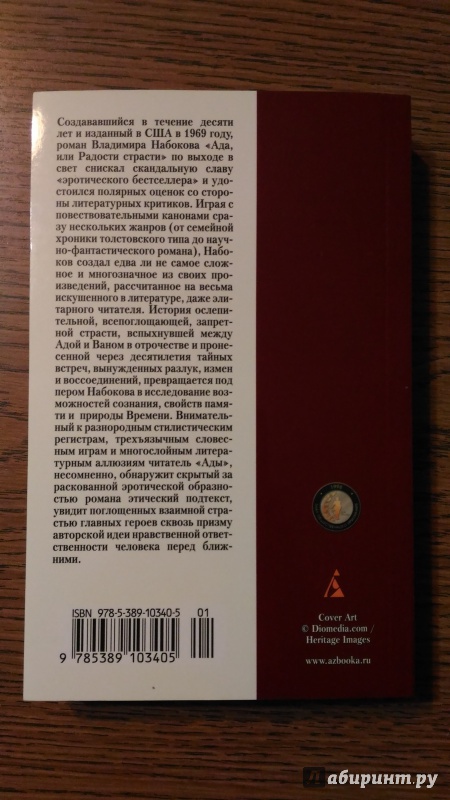 Создававшийся в течение десяти
лет и изданный в США в 1969 году,
роман Владимира Набокова «Ада,
или Радости страсти» по выходе в
свет снискал скандальную славу
«эротического бестселлера» и удо-
стоился полярных оценок со сторо-
ны литературных критиков. Играя с
повествовательными канонами сра-
зу нескольких жанров (от семейной
хроники толстовского типа до науч-
но-фантастического романа), Набо-
ков создал едва ли не самое слож-
ное и многозначное из своих про-
изведений, рассчитанное на весьма
искушенного в литературе, даже эли-
тарного читателя. История ослепи-
тельной, всепоглощающей, запрет-
ной страсти, вспыхнувшей между
Адой и Ваном в отрочестве и проне-
сенной через десятилетия тайных
встреч, вынужденных разлук, измен
и воссоединений, превращается под
пером Набокова в исследование воз-
можностей сознания, свойств памя-
ти и природы Времени. Вниматель-
ный к разнородным стилистическим
регистрам, трехъязычным словес-
ным играм и многослойным литера-
турным аллюзиям читатель «Ады»,
несомненно, обнаружит скрытый за
раскованной эротической образно-
стью романа этический подтекст,
увидит поглощенных взаимной стра-
стью главных героев сквозь призму
авторской идеи нравственной ответ-
ственности человека перед ближ-
ними.
ISBN 978-5-389-10340-5 01
9 785389 103405
Cover Art
© Diomedia.com /
Heritage Images
www.azbooka.ru
Лабиринт.ру